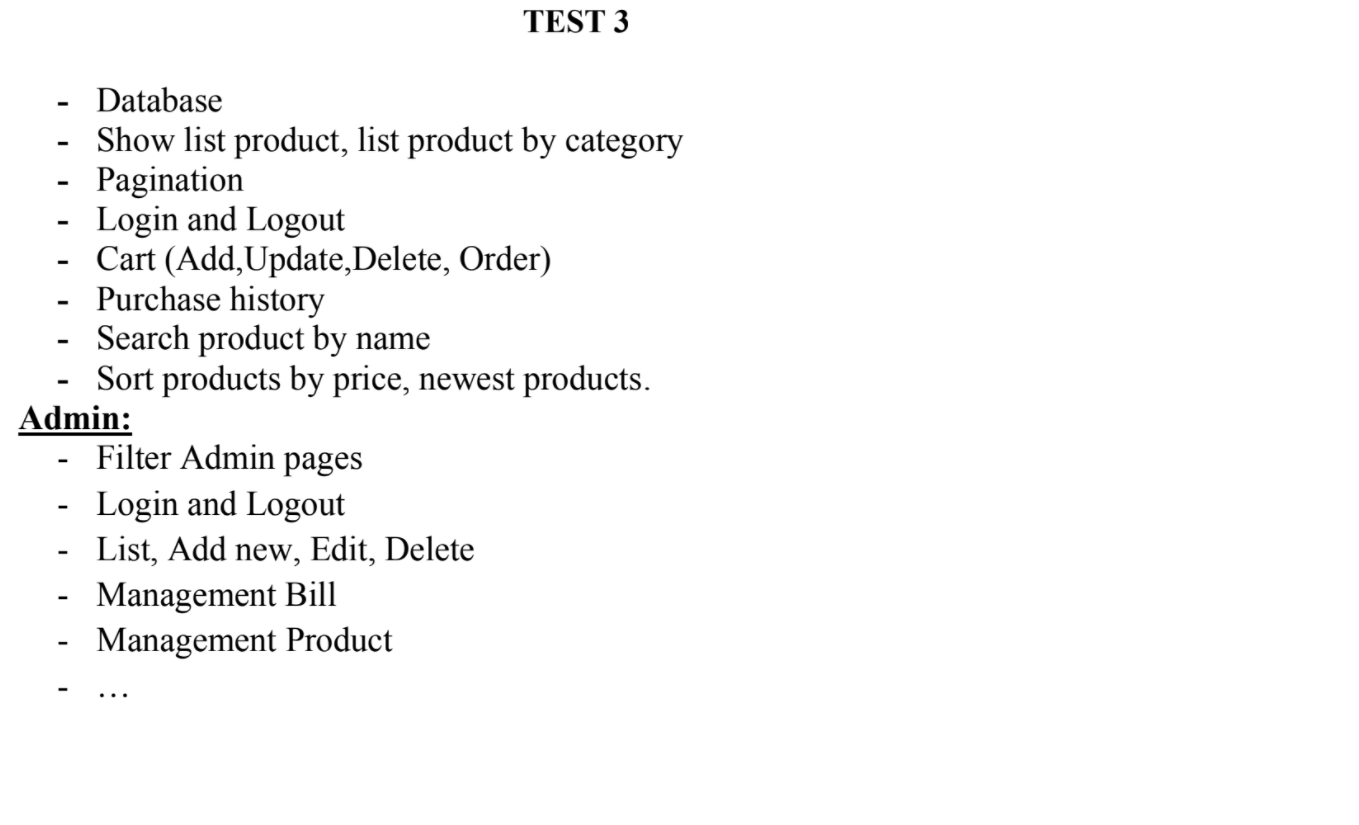 TEST 3
- Database
- Show list product, list product by category
- Pagination
- Login and Logout
- Cart (Add,Update,Delete, Order)
- Purchase history
- Search product by name
- Sort products by price, newest products.
Admin:
- Filter Admin pages
- Login and Logout
- List, Add new, Edit, Delete
- Management Bill
- Management Product
- …